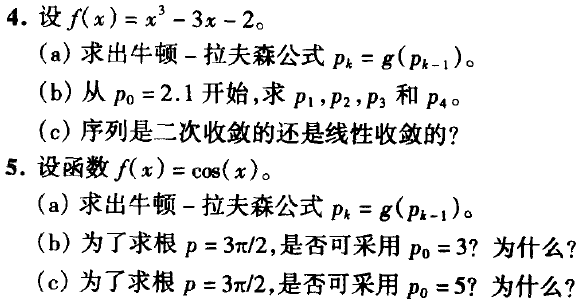 4. 设 f(x) = x³ − 3x − 2。
(a) 求出牛顿 – 拉夫森公式 pₖ = g(pₖ₋₁)。
(b) 从 p₀ = 2.1 开始,求 p₁,p₂,p₃ 和 p₄。
(c) 序列是二次收敛的还是线性收敛的?
5. 设函数 f(x) = cos(x)。
(a) 求出牛顿 – 拉夫森公式 pₖ = g(pₖ₋₁)。
(b) 为了求根 p = 3π/2,是否可采用 p₀ = 3? 为什么?
(c) 为了求根 p = 3π/2,是否可采用 p₀ = 5? 为什么?